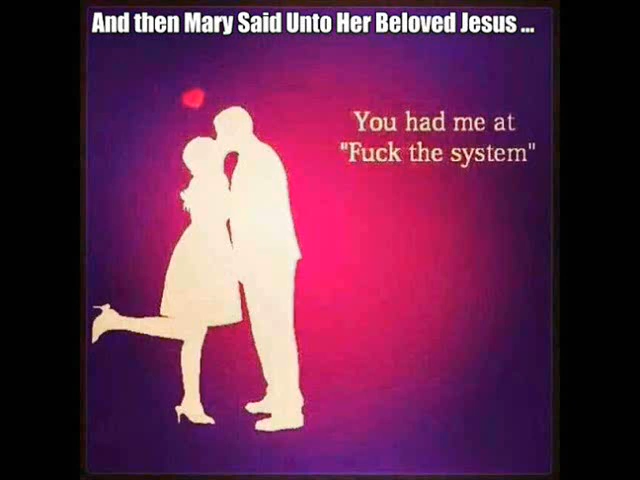 And then Mary Said Unto Her Beloved Jesus ...
You had me at
"Fuck the system"